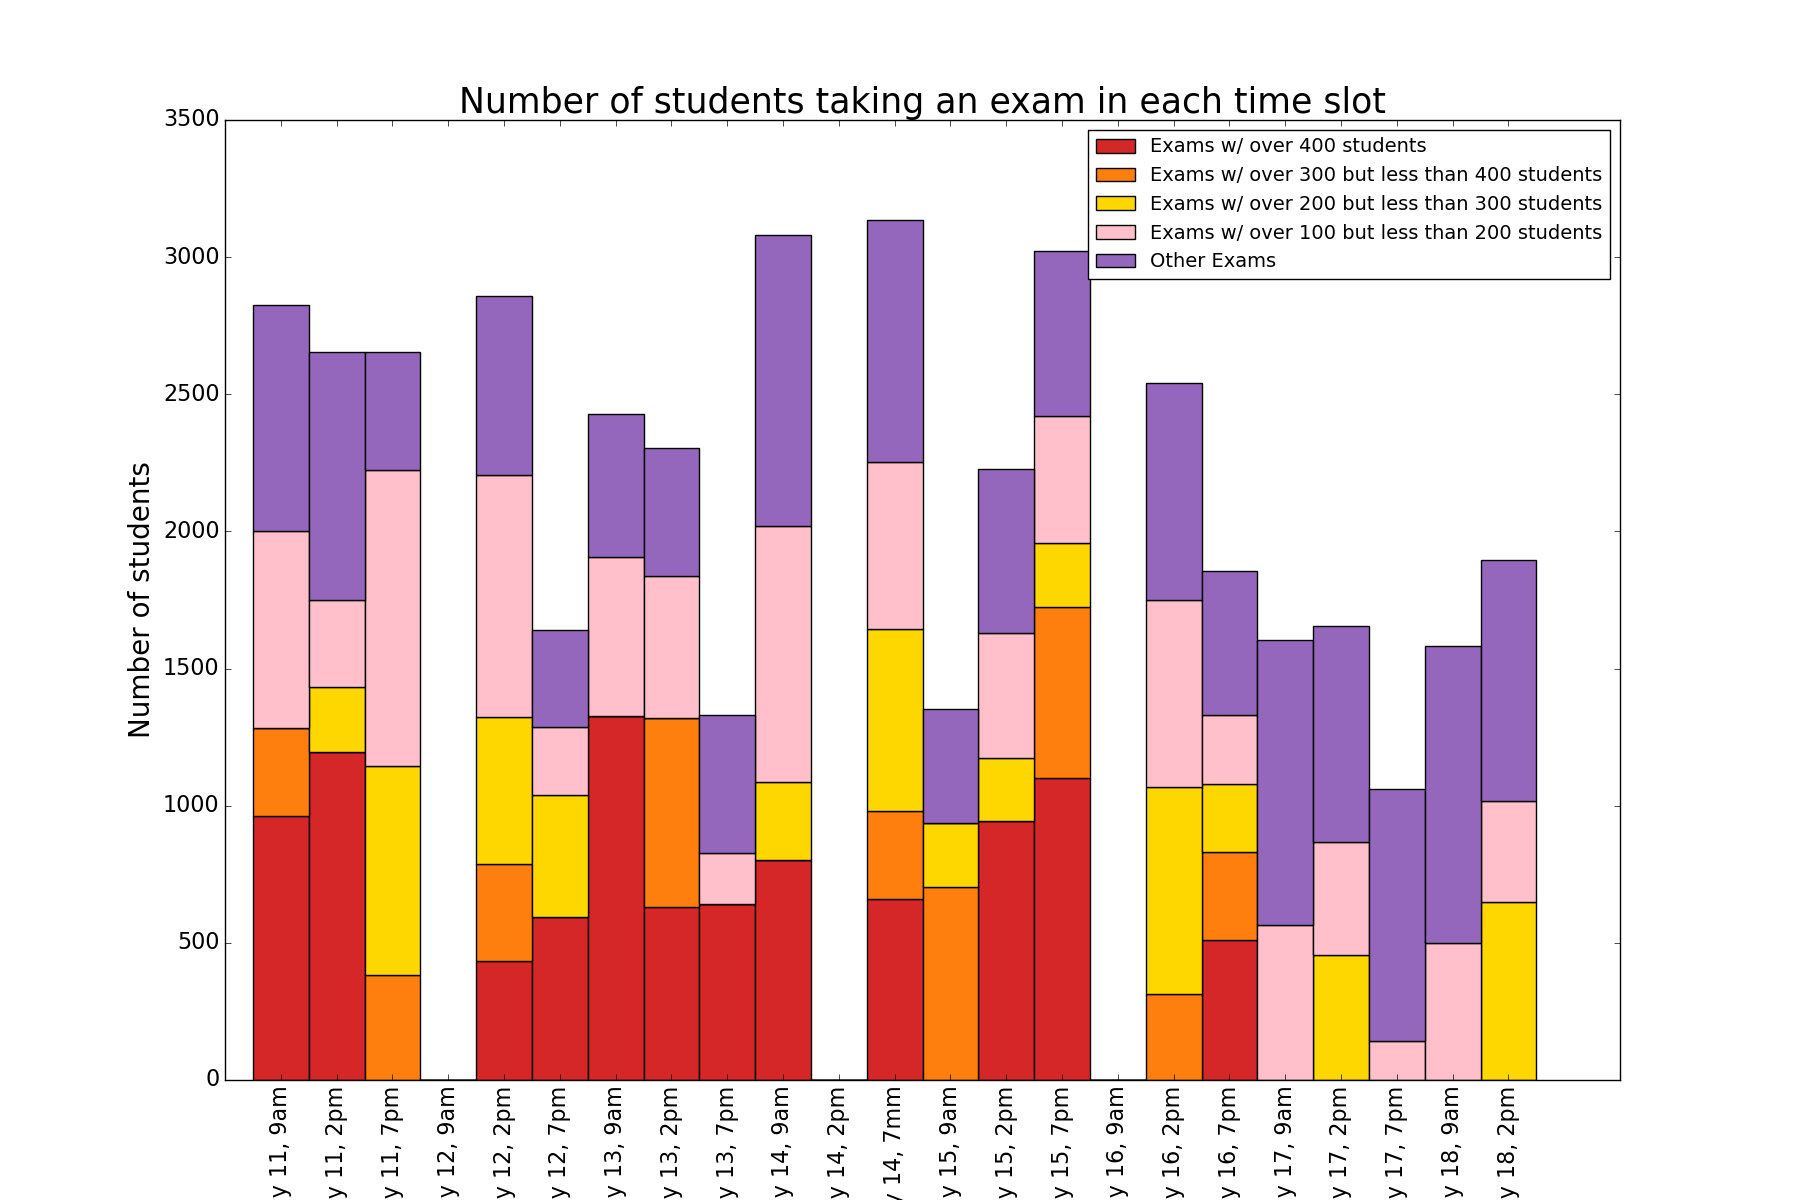 Number of students taking an exam in each time slot
3500
3000
2500
2000
1500
1000
500
0
Number of students
Exams w/ over 400 students
Exams w/ over 300 but less than 400 students
Exams w/ over 200 but less than 300 students
Exams w/ over 100 but less than 200 students
Other Exams
y 11, 9am
y 11, 2pm
y 11, 7pm
y 12, 9am
y 12, 2pm
y 12, 7pm
y 13, 9am
y 13, 2pm
y 13, 7pm
y 14, 9am
y 14, 2pm
y 14, 7mm
y 15, 9am
y 15, 2pm
y 15, 7pm
y 16, 9am
y 16, 2pm
y 16, 7pm
y 17, 9am
y 17, 2pm
y 17, 7pm
y 18, 9am
y 18, 2pm